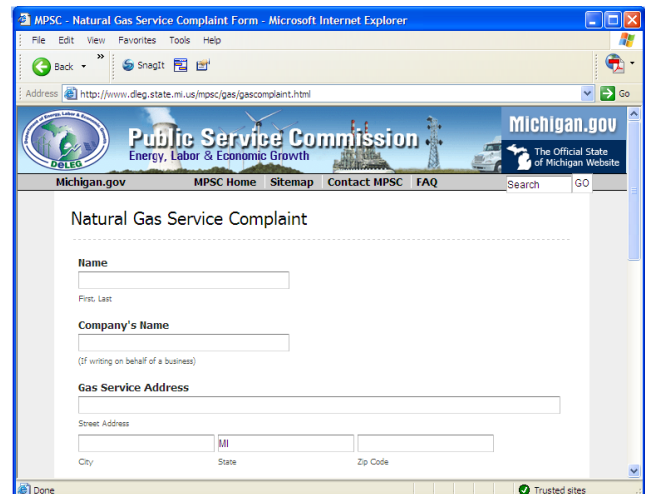 MPSC - Natural Gas Service Complaint Form - Microsoft Internet Explorer
File Edit View Favorites Tools Help
Back » SnagIt
Address http://www.dleg.state.mi.us/mpsc/gas/gascomplaint.html Go
Public Service Commission
Energy, Labor & Economic Growth
DELEG
Michigan.gov
The Official State
of Michigan Website
Michigan.gov MPSC Home Sitemap Contact MPSC FAQ Search GO
Natural Gas Service Complaint
Name
First, Last
Company's Name
(If writing on behalf of a business)
Gas Service Address
Street Address
MI
City State Zip Code
Done Trusted sites